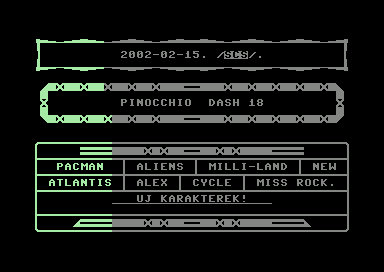 2002-02-15. /SCS/.
PINOCCHIO DASH 18
PACMAN ALIENS MILLI-LAND NEW
ATLANTIS ALEX CYCLE MISS ROCK.
UJ KARAKTEREK!